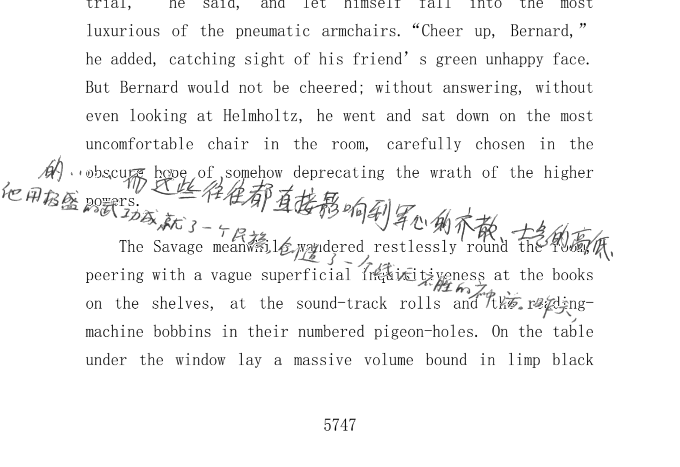 trial, he said, and let himself fall into the most
luxurious of the pneumatic armchairs. “Cheer up, Bernard,”
he added, catching sight of his friend’s green unhappy face.
But Bernard would not be cheered; without answering, without
even looking at Helmholtz, he went and sat down on the most
uncomfortable chair in the room, carefully chosen in the
obscure hope of somehow deprecating the wrath of the higher
的...而这些往往都直接影响到军心的亦散、士气的高低,
powers.
他用极盛的武功成就了一个民族,创造了一个战无不胜的神话。
The Savage meanwhile wandered restlessly round the room,
peering with a vague superficial inquisitiveness at the books
on the shelves, at the sound-track rolls and the reading-
machine bobbins in their numbered pigeon-holes. On the table
under the window lay a massive volume bound in limp black
5747